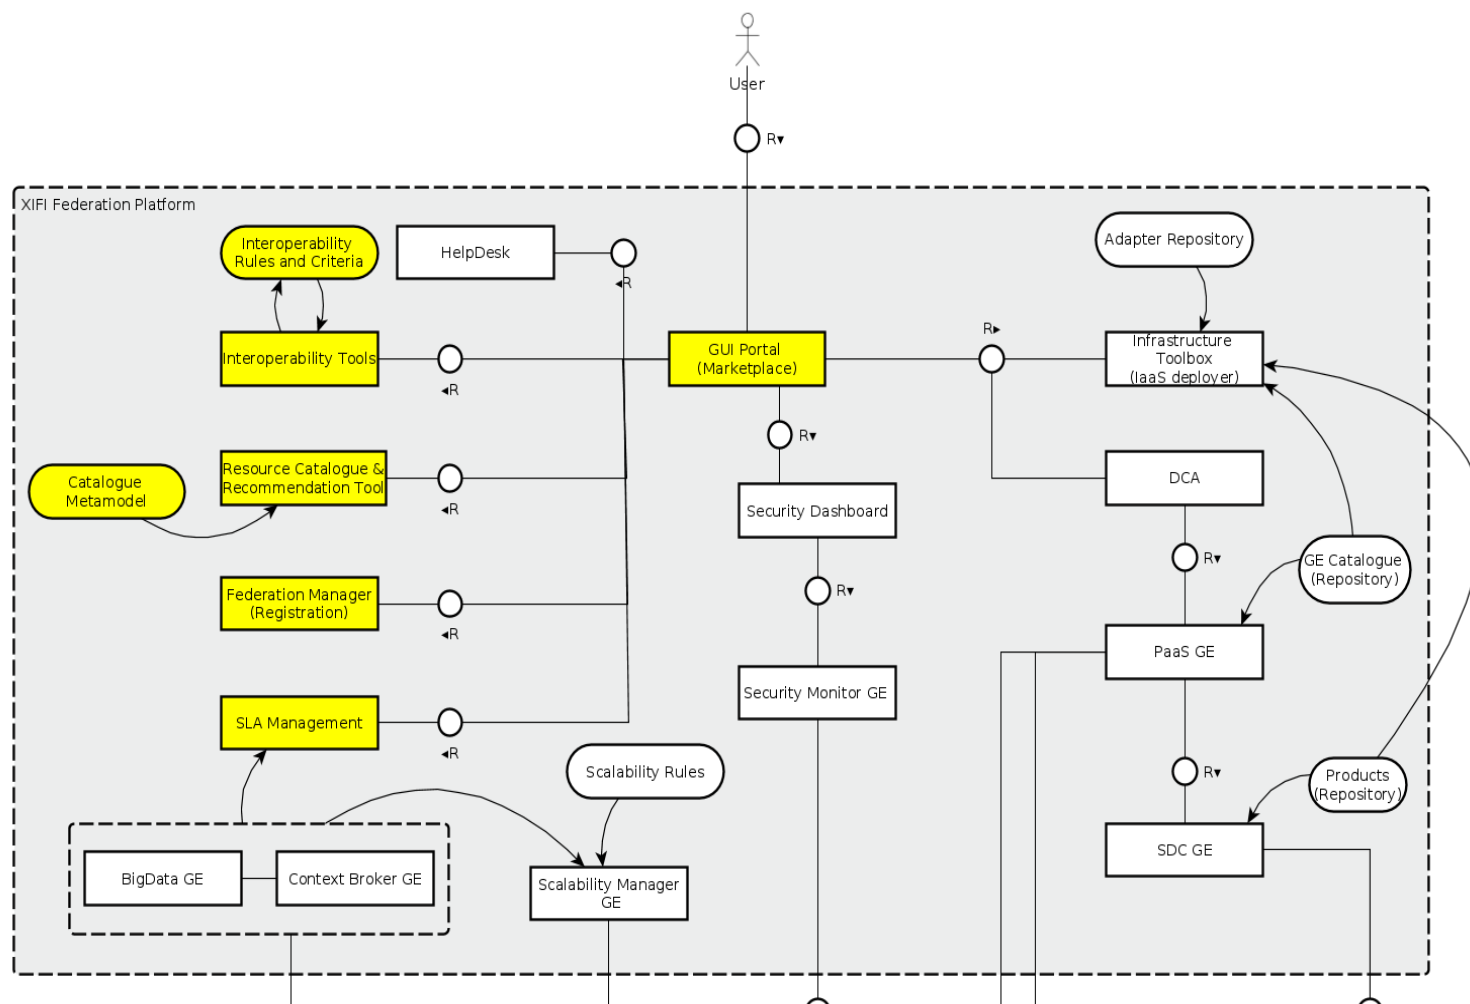 User
R▼
XIFI Federation Platform
Interoperability
Rules and Criteria
HelpDesk
◄R
Adapter Repository
Interoperability Tools
◄R
GUI Portal
(Marketplace)
R►
Infrastructure
Toolbox
(IaaS deployer)
R▼
Resource Catalogue &
Recommendation Tool
◄R
Catalogue
Metamodel
Security Dashboard
DCA
R▼
GE Catalogue
(Repository)
Federation Manager
(Registration)
◄R
R▼
PaaS GE
Security Monitor GE
SLA Management
◄R
Scalability Rules
R▼
Products
(Repository)
BigData GE
Context Broker GE
Scalability Manager
GE
SDC GE